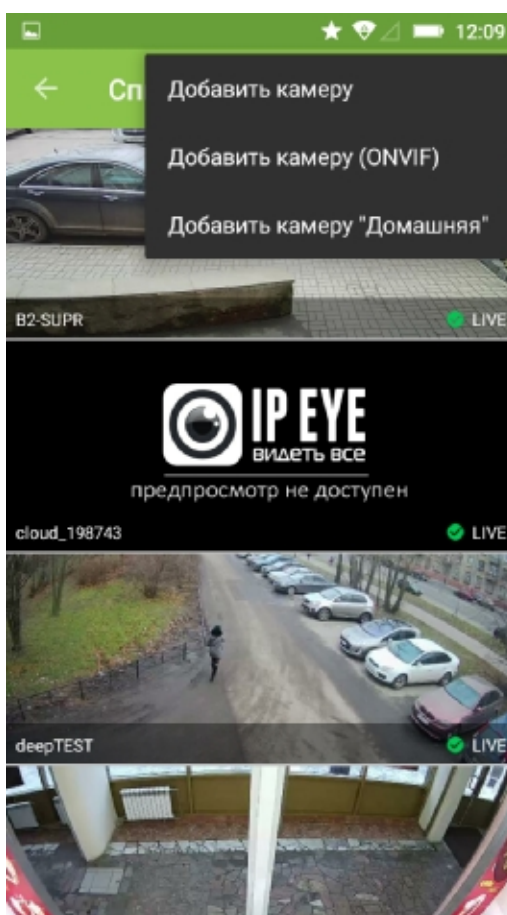 12:09
Сп
Добавить камеру
Добавить камеру (ONVIF)
Добавить камеру "Домашняя"
B2-SUPR
LIVE
IP EYE
видеть все
предпросмотр не доступен
cloud_198743
LIVE
deepTEST
LIVE